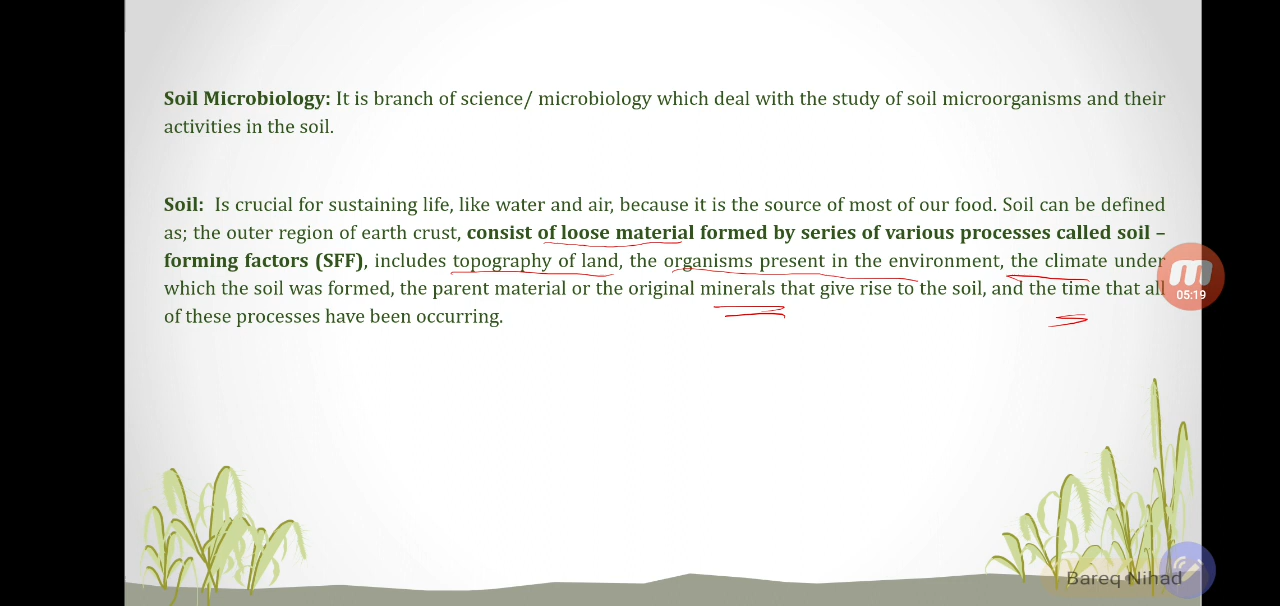 Soil Microbiology: It is branch of science/ microbiology which deal with the study of soil microorganisms and their
activities in the soil.
Soil: Is crucial for sustaining life, like water and air, because it is the source of most of our food. Soil can be defined
as; the outer region of earth crust, consist of loose material formed by series of various processes called soil –
forming factors (SFF), includes topography of land, the organisms present in the environment, the climate under
which the soil was formed, the parent material or the original minerals that give rise to the soil, and the time that all
of these processes have been occurring.
05:19
Bareq Nihad